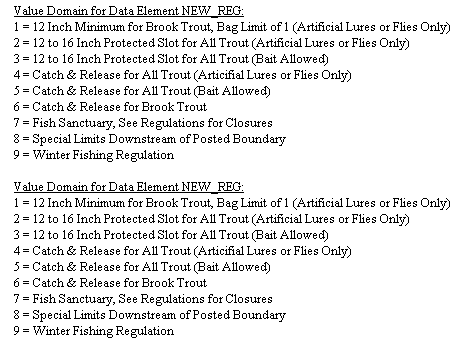 Value Domain for Data Element NEW_REG:
1 = 12 Inch Minimum for Brook Trout, Bag Limit of 1 (Artificial Lures or Flies Only)
2 = 12 to 16 Inch Protected Slot for All Trout (Artificial Lures or Flies Only)
3 = 12 to 16 Inch Protected Slot for All Trout (Bait Allowed)
4 = Catch & Release for All Trout (Articifial Lures or Flies Only)
5 = Catch & Release for All Trout (Bait Allowed)
6 = Catch & Release for Brook Trout
7 = Fish Sanctuary, See Regulations for Closures
8 = Special Limits Downstream of Posted Boundary
9 = Winter Fishing Regulation
Value Domain for Data Element NEW_REG:
1 = 12 Inch Minimum for Brook Trout, Bag Limit of 1 (Artificial Lures or Flies Only)
2 = 12 to 16 Inch Protected Slot for All Trout (Artificial Lures or Flies Only)
3 = 12 to 16 Inch Protected Slot for All Trout (Bait Allowed)
4 = Catch & Release for All Trout (Articifial Lures or Flies Only)
5 = Catch & Release for All Trout (Bait Allowed)
6 = Catch & Release for Brook Trout
7 = Fish Sanctuary, See Regulations for Closures
8 = Special Limits Downstream of Posted Boundary
9 = Winter Fishing Regulation